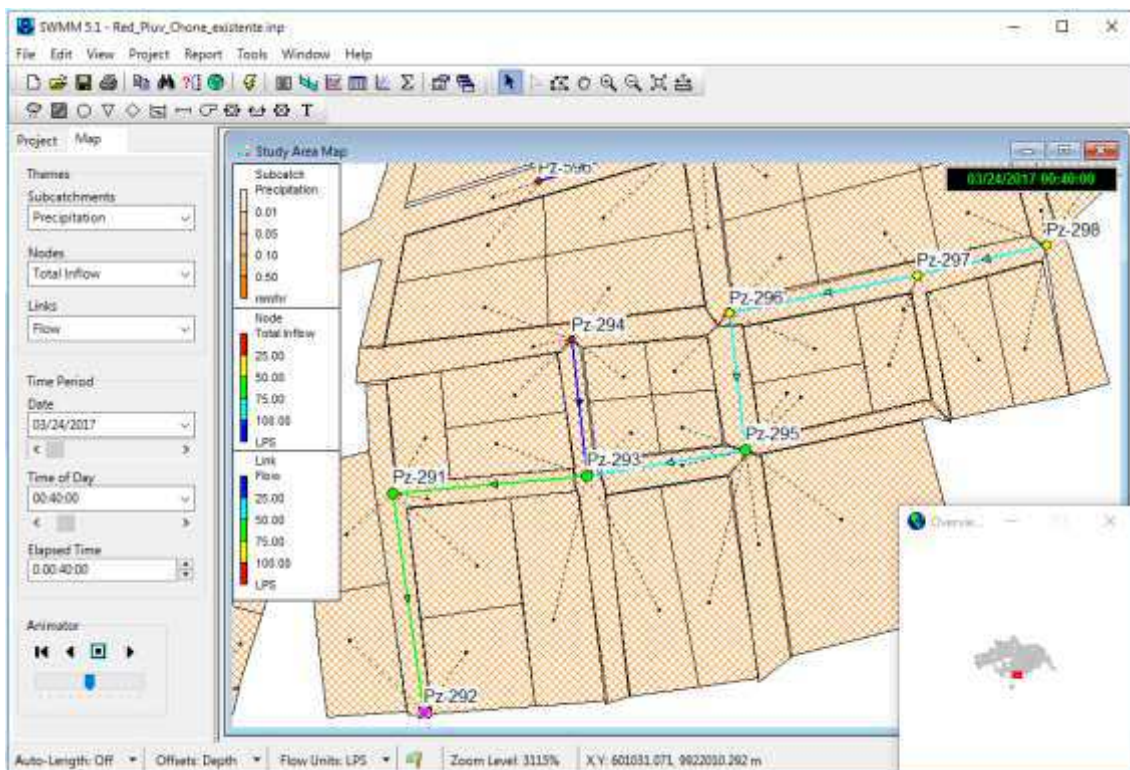 SWMM 5.1 - Red_Pluv_Chone_existente.inp
File Edit View Project Report Tools Window Help
Project Map
Themes
Subcatchments
Precipitation
Nodes
Total Inflow
Links
Flow
Time Period
Date
03/24/2017
Time of Day
00:40:00
Elapsed Time
0.00:40:00
Animator
Study Area Map
Subcatch
Precipitation
0.01
0.05
0.10
0.50
mm/hr
Node
Total Inflow
25.00
50.00
75.00
100.00
LPS
Link
Flow
25.00
50.00
75.00
100.00
LPS
03/24/2017 00:40:00
Pz-596
Pz-298
Pz-297
Pz-296
Pz-294
Pz-295
Pz-293
Pz-291
Pz-292
Overvie...
Auto-Length: Off Offsets: Depth Flow Units: LPS Zoom Level: 3115% X,Y: 601031.071, 9922010.292 m